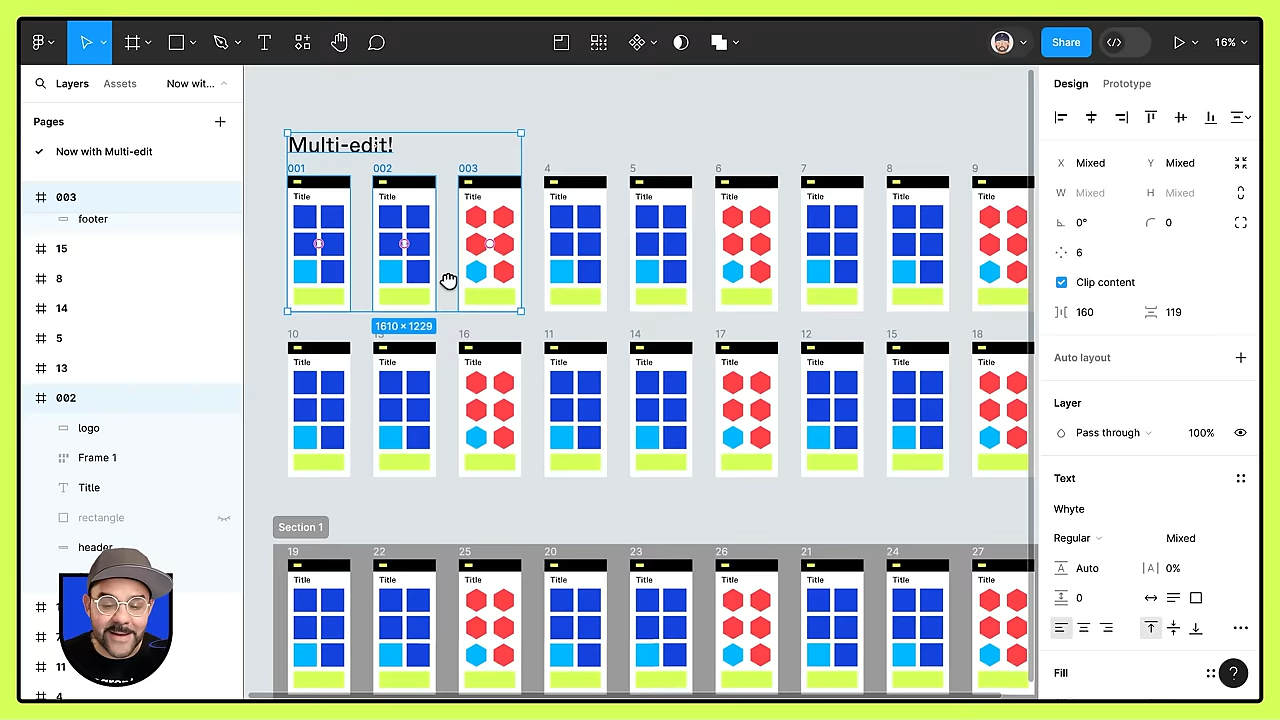 Share
16%
Layers
Assets
Now wit...
Pages
Now with Multi-edit
003
footer
15
8
14
5
13
002
logo
Frame 1
Title
rectangle
header
11
4
Multi-edit!
001
002
003
4
5
6
7
8
9
Title
Title
Title
Title
Title
Title
Title
Title
Title
1610 × 1229
10
13
16
11
14
17
12
15
18
Title
Title
Title
Title
Title
Title
Title
Title
Title
Section 1
19
22
25
20
23
26
21
24
27
Title
Title
Title
Title
Title
Title
Title
Title
Title
Design
Prototype
X Mixed
Y Mixed
W Mixed
H Mixed
0°
0
6
Clip content
160
119
Auto layout
Layer
Pass through
100%
Text
Whyte
Regular
Mixed
A Auto
|A| 0%
0
Fill
?